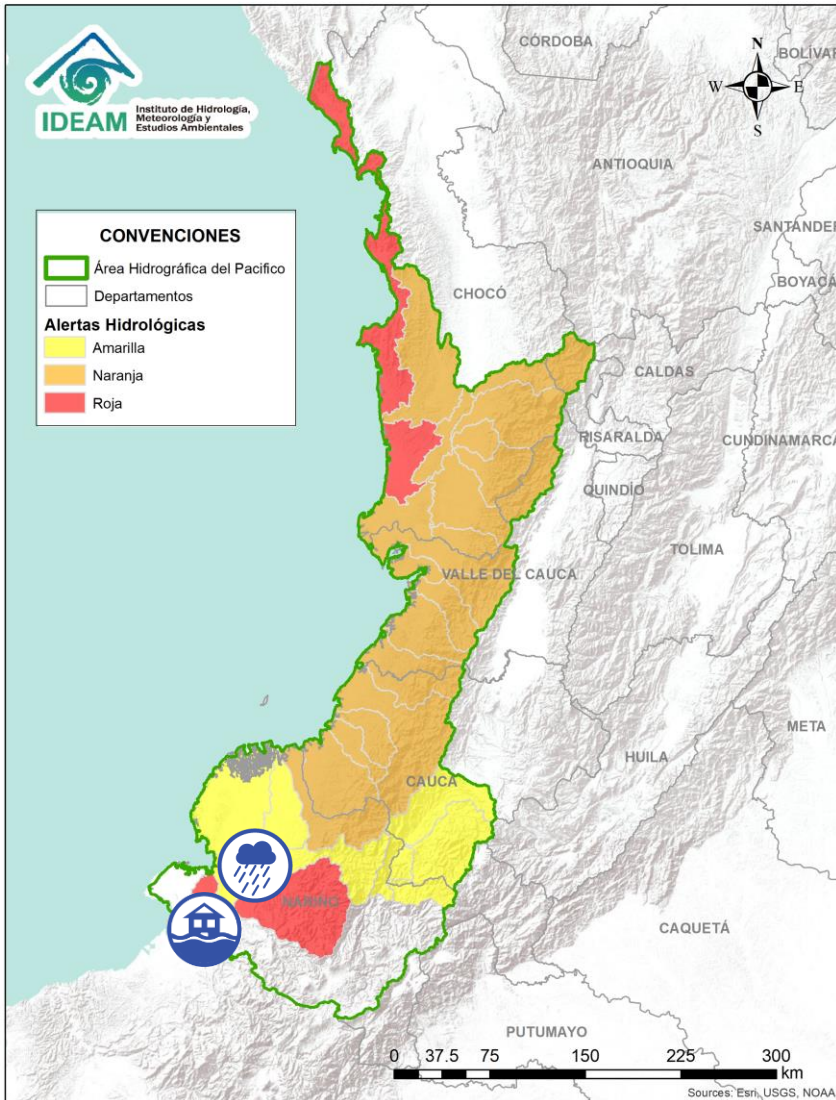 IDEAM
Instituto de Hidrología,
Meteorología y
Estudios Ambientales
CÓRDOBA
BOLÍVAR
N
W
E
S
ANTIOQUIA
SANTANDER
BOYACÁ
CONVENCIONES
Área Hidrográfica del Pacifico
Departamentos
Alertas Hidrológicas
Amarilla
Naranja
Roja
CHOCÓ
CALDAS
RISARALDA
CUNDINAMARCA
QUINDÍO
TOLIMA
VALLE DEL CAUCA
META
HUILA
CAUCA
NARIÑO
CAQUETÁ
PUTUMAYO
0 37.5 75 150 225 300
km
Sources: Esri, USGS, NOAA